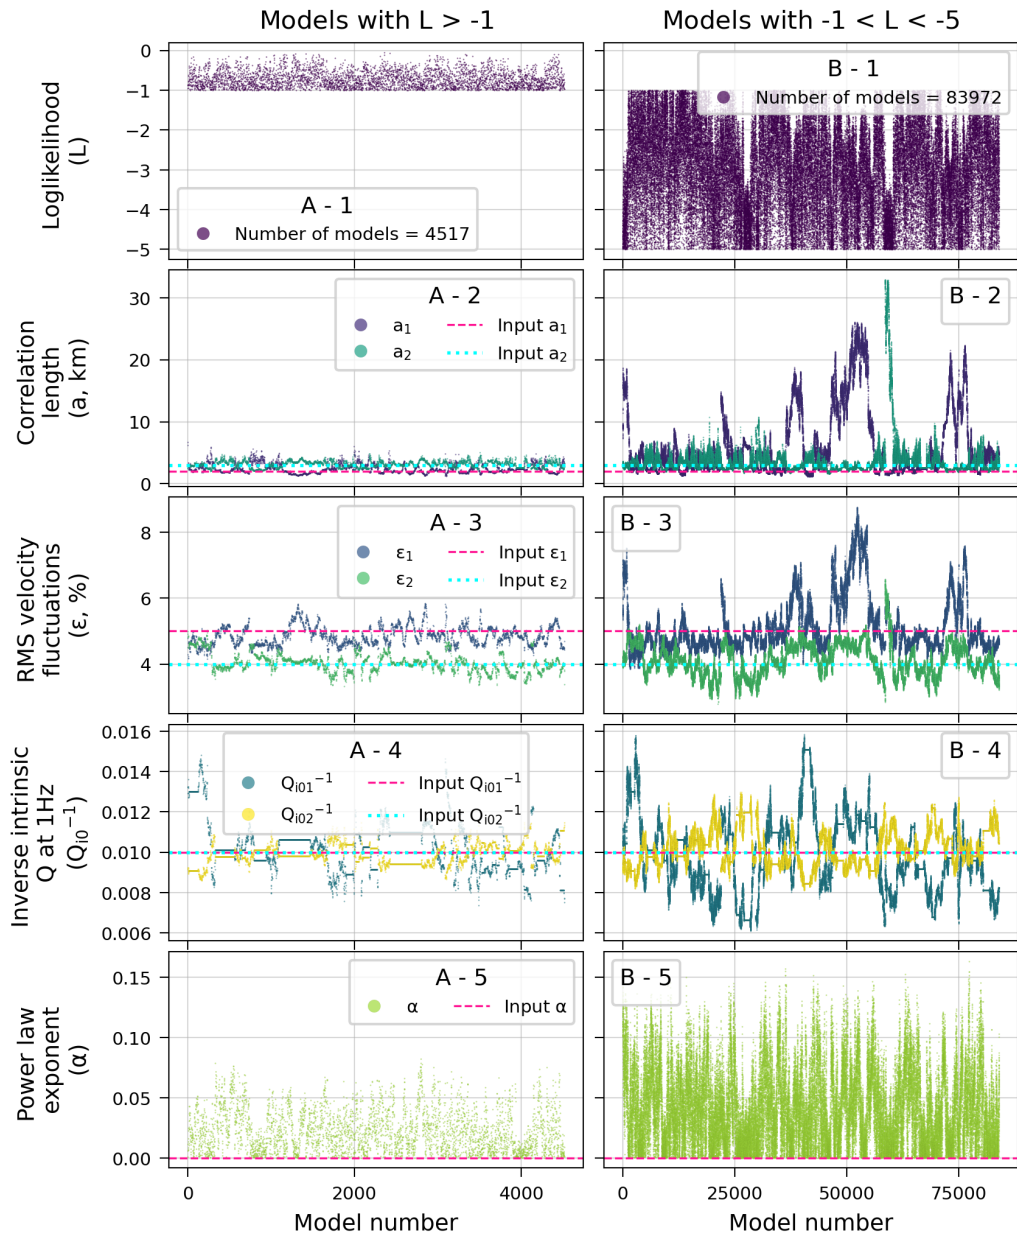 Models with L > -1
Models with -1 < L < -5
Loglikelihood
(L)
0
−1
−2
−3
−4
−5
A - 1
Number of models = 4517
B - 1
Number of models = 83972
Correlation
length
(a, km)
30
20
10
0
A - 2
a₁ Input a₁
a₂ Input a₂
B - 2
RMS velocity
fluctuations
(ε, %)
8
6
4
A - 3
ε₁ Input ε₁
ε₂ Input ε₂
B - 3
Inverse intrinsic
Q at 1Hz
(Qᵢ₀⁻¹)
0.016
0.014
0.012
0.010
0.008
0.006
A - 4
Qᵢ₀₁⁻¹ Input Qᵢ₀₁⁻¹
Qᵢ₀₂⁻¹ Input Qᵢ₀₂⁻¹
B - 4
Power law
exponent
(α)
0.15
0.10
0.05
0.00
A - 5
α Input α
B - 5
0 2000 4000
0 25000 50000 75000
Model number
Model number